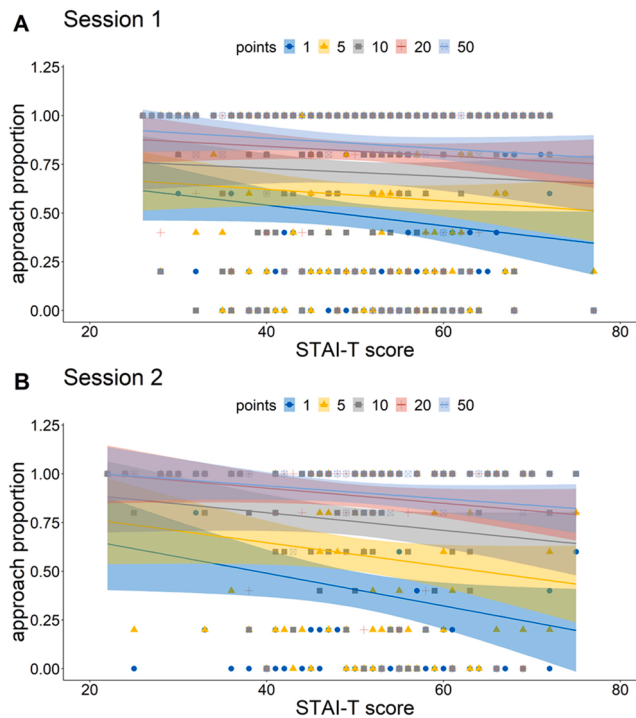 A Session 1
points 1 5 10 20 50
1.25
1.00
0.75
0.50
0.25
0.00
approach proportion
20 40 60 80
STAI-T score
B Session 2
points 1 5 10 20 50
1.25
1.00
0.75
0.50
0.25
0.00
approach proportion
20 40 60 80
STAI-T score